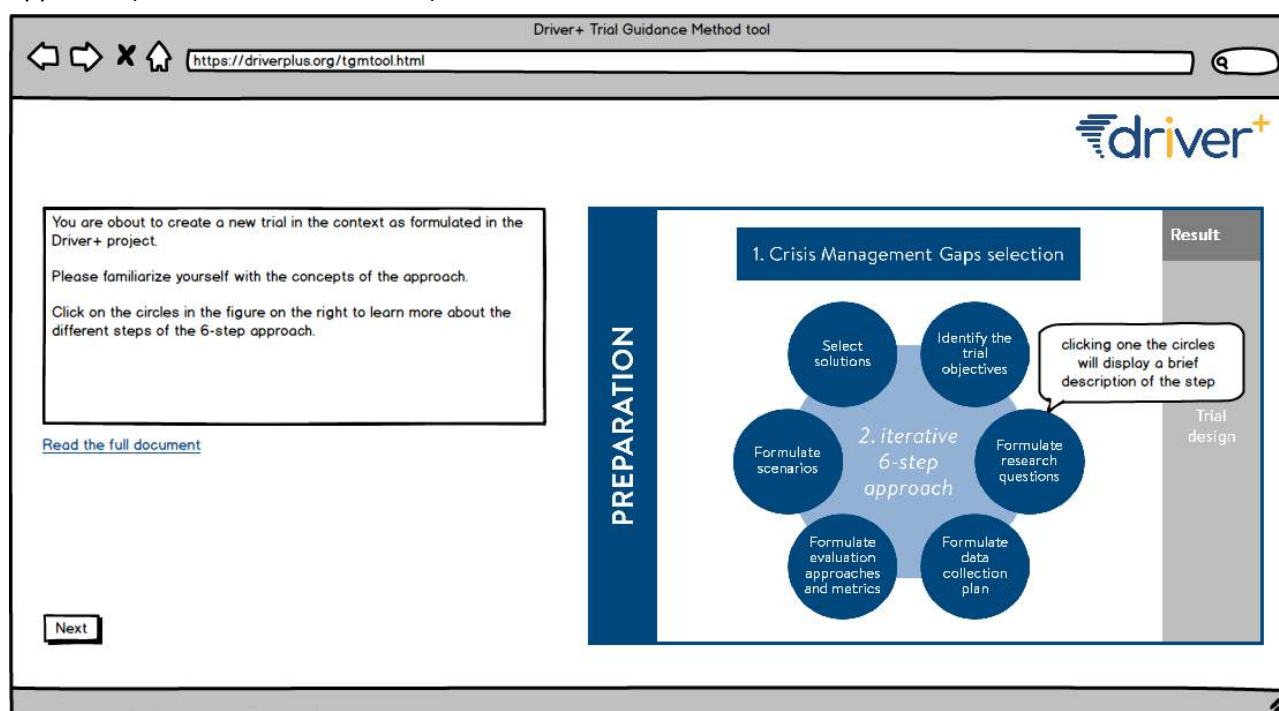 Driver+ Trial Guidance Method tool
https://driverplus.org/tgmtool.html
driver+
You are obout to create a new trial in the context as formulated in the
Driver+ project.
Please familiarize yourself with the concepts of the approach.
Click on the circles in the figure on the right to learn more about the
different steps of the 6-step approach.
Read the full document
Next
PREPARATION
1. Crisis Management Gaps selection
Select
solutions
Identify the
trial
objectives
clicking one the circles
will display a brief
description of the step
Formulate
scenarios
2. iterative
6-step
approach
Formulate
research
questions
Formulate
evaluation
approaches
and metrics
Formulate
data
collection
plan
Result
Trial
design